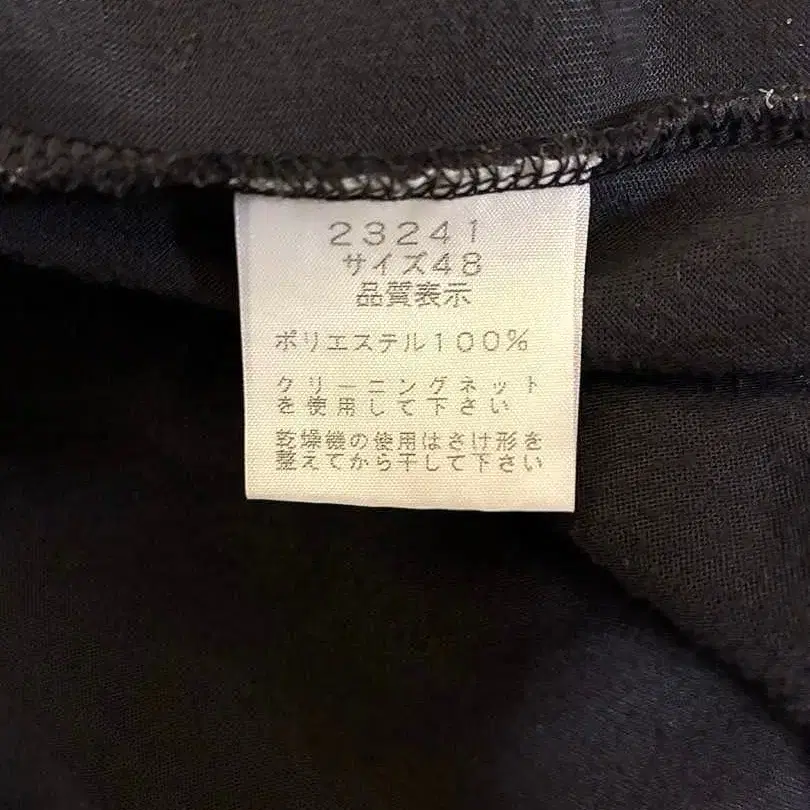 23241
サイズ48
品質表示
ポリエステル100%
クリーニングネット
を使用して下さい
乾燥機の使用はさけ形を
整えてから干して下さい